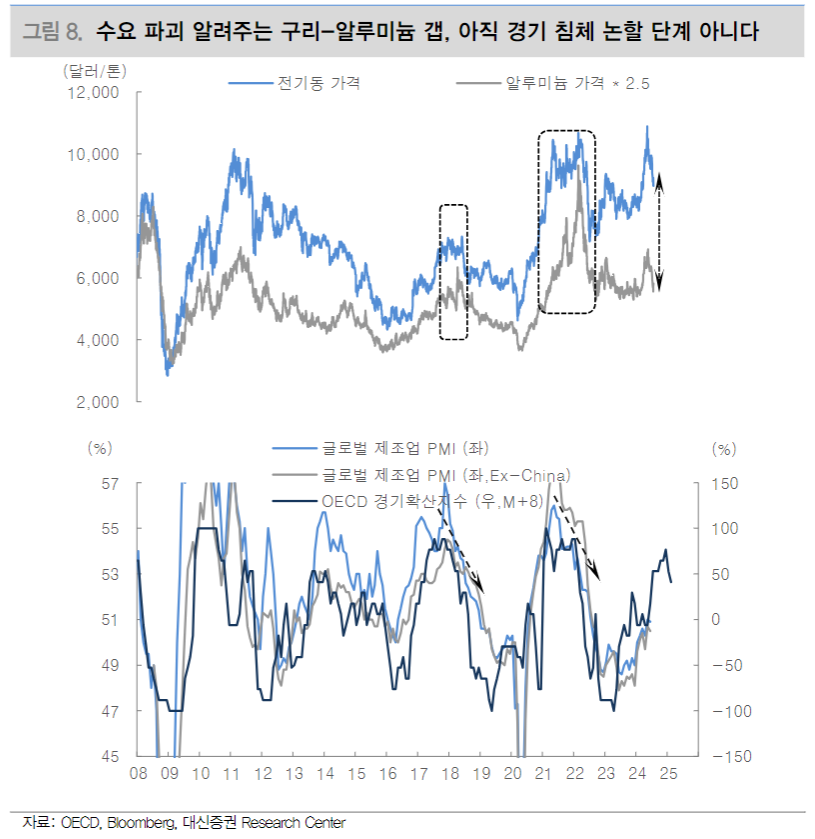 그림 8. 수요 파괴 알려주는 구리-알루미늄 갭, 아직 경기 침체 논할 단계 아니다
(달러/톤)
전기동 가격 알루미늄 가격 * 2.5
12,000
10,000
8,000
6,000
4,000
2,000
(%) (%)
글로벌 제조업 PMI (좌)
글로벌 제조업 PMI (좌,Ex-China)
OECD 경기확산지수 (우,M+8)
57 150
55 100
53 50
51 0
49 -50
47 -100
45 -150
08 09 10 11 12 13 14 15 16 17 18 19 20 21 22 23 24 25
자료: OECD, Bloomberg, 대신증권 Research Center